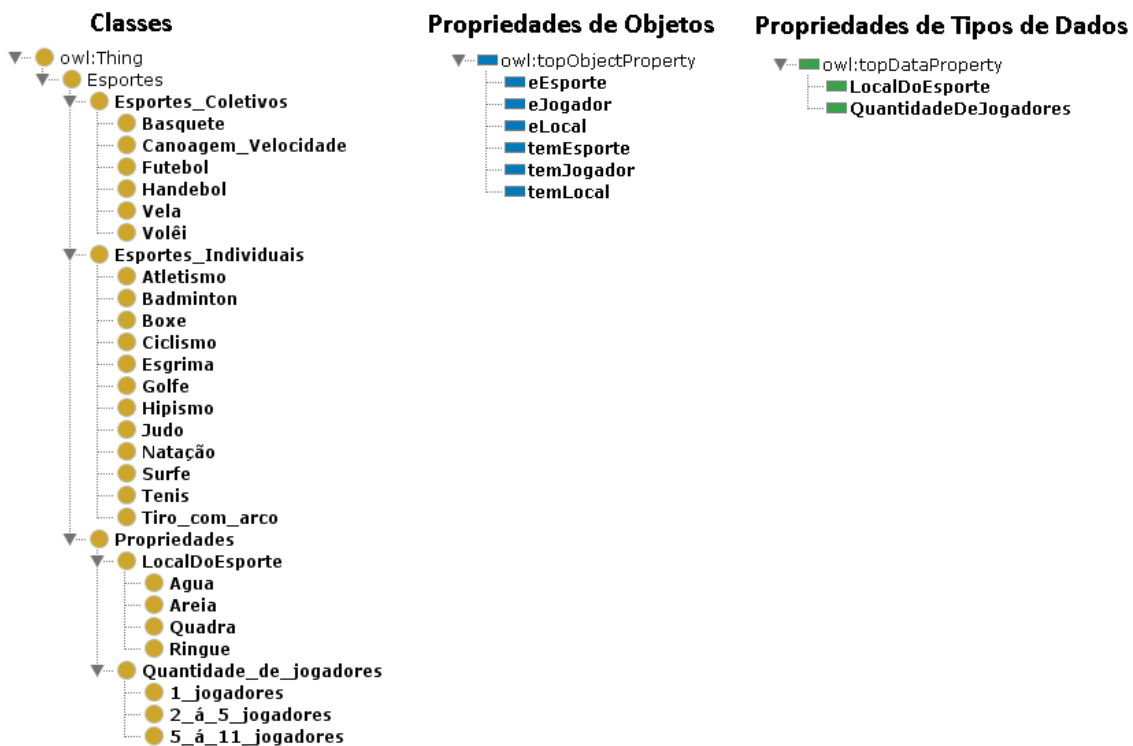 Classes
owl:Thing
Esportes
Esportes_Coletivos
Basquete
Canoagem_Velocidade
Futebol
Handebol
Vela
Volêi
Esportes_Individuais
Atletismo
Badminton
Boxe
Ciclismo
Esgrima
Golfe
Hipismo
Judo
Natação
Surfe
Tenis
Tiro_com_arco
Propriedades
LocalDoEsporte
Agua
Areia
Quadra
Ringue
Quantidade_de_jogadores
1_jogadores
2_á_5_jogadores
5_á_11_jogadores
Propriedades de Objetos
owl:topObjectProperty
eEsporte
eJogador
eLocal
temEsporte
temJogador
temLocal
Propriedades de Tipos de Dados
owl:topDataProperty
LocalDoEsporte
QuantidadeDeJogadores